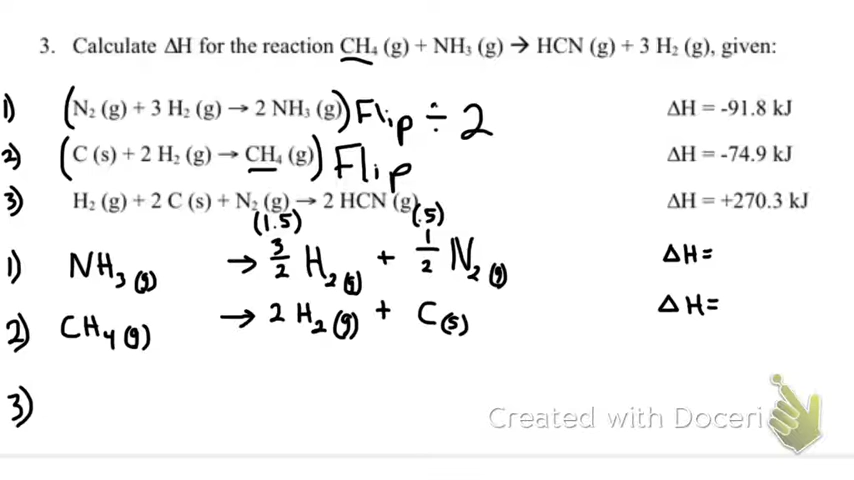 3. Calculate ΔH for the reaction CH₄ (g) + NH₃ (g) → HCN (g) + 3 H₂ (g), given:
1) (N₂ (g) + 3 H₂ (g) → 2 NH₃ (g)) Flip ÷ 2 ΔH = -91.8 kJ
2) (C (s) + 2 H₂ (g) → CH₄ (g)) Flip ΔH = -74.9 kJ
3) H₂ (g) + 2 C (s) + N₂ (g) → 2 HCN (g) ΔH = +270.3 kJ
(1.5) (.5)
1) NH₃(g) → 3/2 H₂(g) + 1/2 N₂(g) ΔH=
2) CH₄(g) → 2 H₂(g) + C(s) ΔH=
3)
Created with Doceri